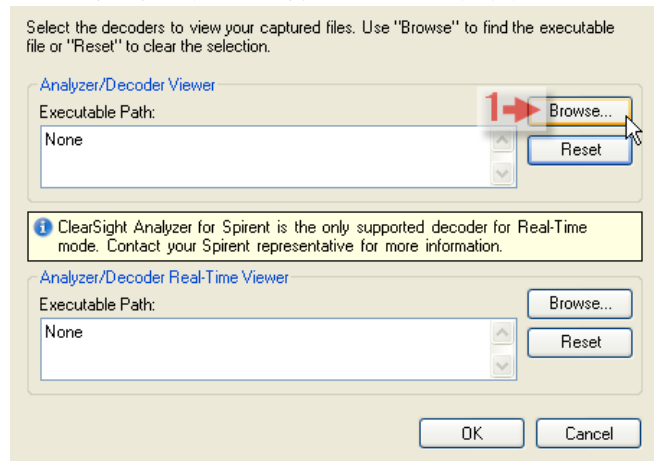 Select the decoders to view your captured files. Use "Browse" to find the executable
file or "Reset" to clear the selection.
Analyzer/Decoder Viewer
Executable Path:
1
Browse...
None
Reset
ClearSight Analyzer for Spirent is the only supported decoder for Real-Time
mode. Contact your Spirent representative for more information.
Analyzer/Decoder Real-Time Viewer
Executable Path:
Browse...
None
Reset
OK
Cancel